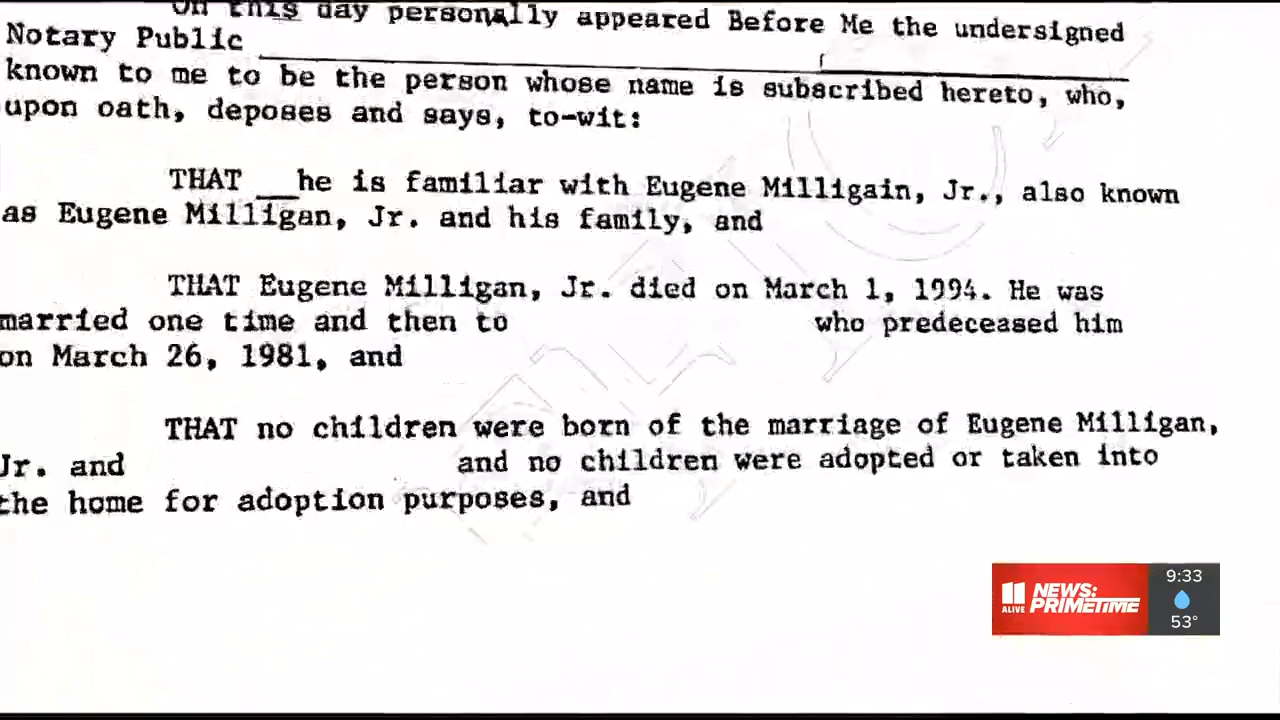 On this day personally appeared Before Me the undersigned
Notary Public
known to me to be the person whose name is subscribed hereto, who,
upon oath, deposes and says, to-wit:
THAT __he is familiar with Eugene Milligain, Jr., also known
as Eugene Milligan, Jr. and his family, and
THAT Eugene Milligan, Jr. died on March 1, 1994. He was
married one time and then to who predeceased him
on March 26, 1981, and
THAT no children were born of the marriage of Eugene Milligan,
Jr. and and no children were adopted or taken into
the home for adoption purposes, and
11 ALIVE NEWS: PRIMETIME
9:33
53°